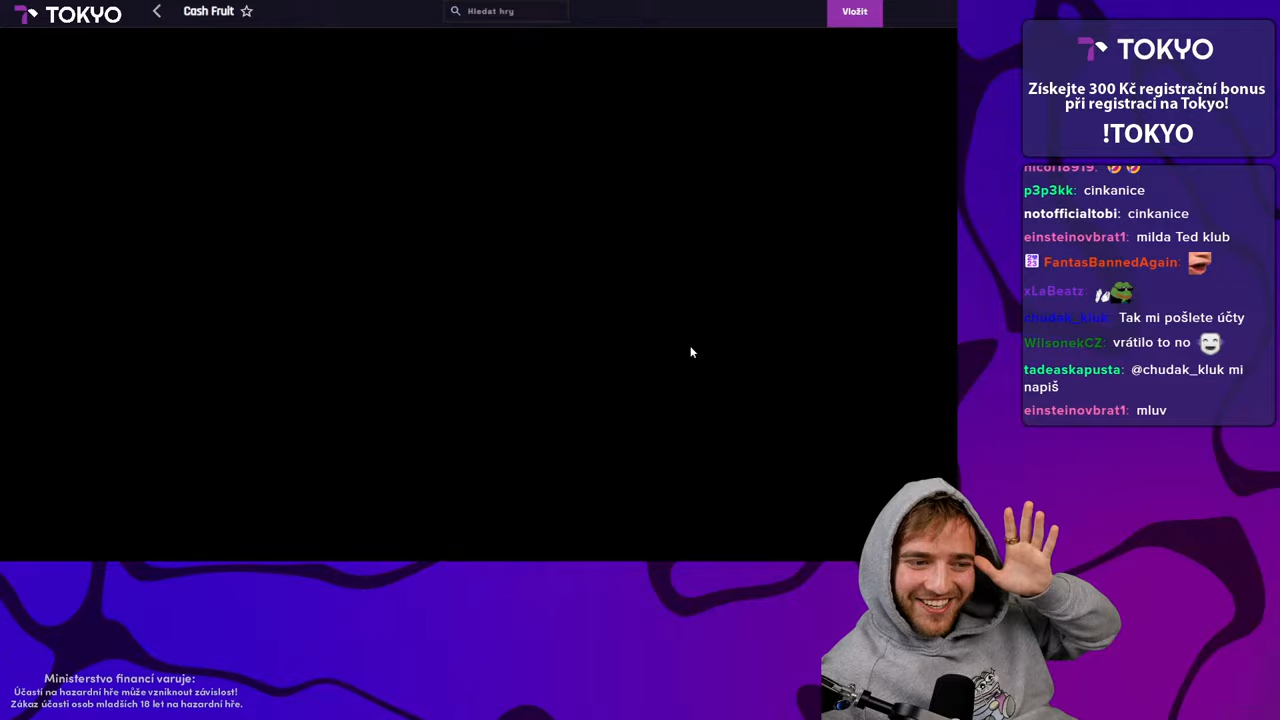 TOKYO
Cash Fruit
Hledat hry
Vložit
TOKYO
Získejte 300 Kč registrační bonus
při registraci na Tokyo!
!TOKYO
nicol18919:
p3p3kk: cinkanice
notofficialtobi: cinkanice
einsteinovbrat1: milda Ted klub
FantasBannedAgain:
xLaBeatz:
chudak_kluk: Tak mi pošlete účty
WilsonekCZ: vrátilo to no
tadeaskapusta: @chudak_kluk mi
napiš
einsteinovbrat1: mluv
Ministerstvo financí varuje:
Účastí na hazardní hře může vzniknout závislost!
Zákaz účasti osob mladších 18 let na hazardní hře.